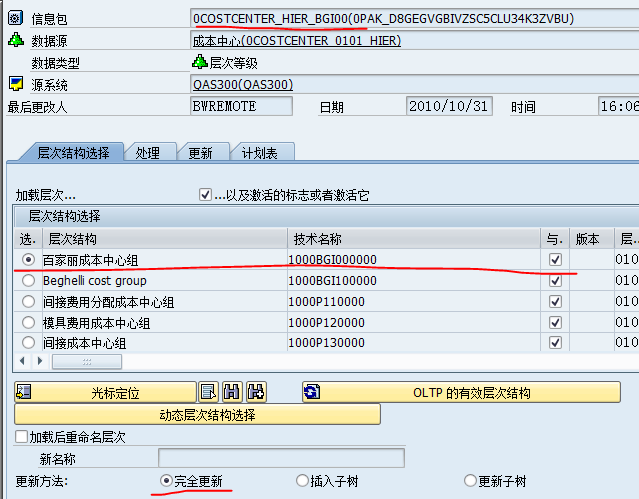 信息包 0COSTCENTER_HIER_BGI00(0PAK_D8GEGVGBIVZSC5CLU34K3ZVBU)
数据源 成本中心(0COSTCENTER_0101_HIER)
数据类型 层次等级
源系统 QAS300(QAS300)
最后更改人 BWREMOTE 日期 2010/10/31 时间 16:06
层次结构选择 处理 更新 计划表
加载层次... ...以及激活的标志或者激活它
层次结构选择
选. 层次结构 技术名称 与. 版本 层.
百家丽成本中心组 1000BGI000000 010
Beghelli cost group 1000BGI100000 010
间接费用分配成本中心组 1000P110000 010
模具费用成本中心组 1000P120000 010
间接成本中心组 1000P130000 010
光标定位 OLTP 的有效层次结构
动态层次结构选择
加载后重命名层次
新名称
更新方法: 完全更新 插入子树 更新子树